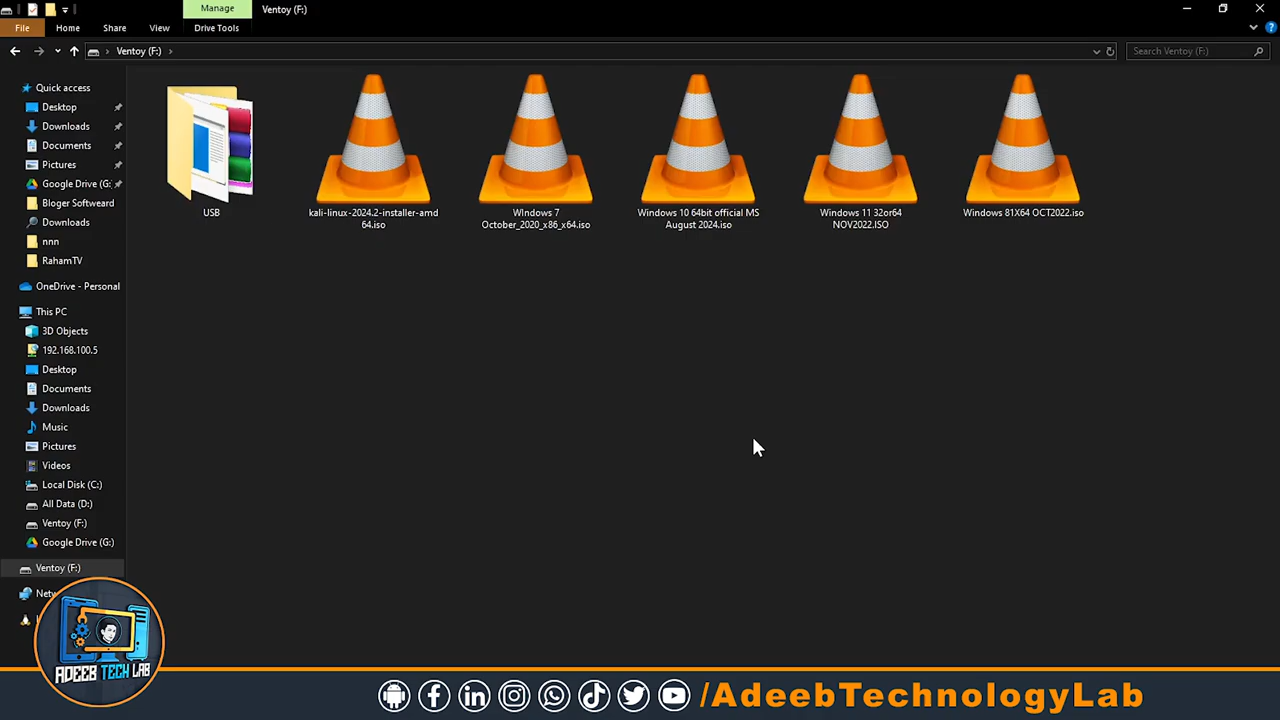 Manage
Ventoy (F:)
File
Home
Share
View
Drive Tools
Ventoy (F:)
Search Ventoy (F:)
Quick access
Desktop
Downloads
Documents
Pictures
Google Drive (G:
Bloger Softweard
Downloads
nnn
RahamTV
OneDrive - Personal
This PC
3D Objects
192.168.100.5
Desktop
Documents
Downloads
Music
Pictures
Videos
Local Disk (C:)
All Data (D:)
Ventoy (F:)
Google Drive (G:)
Ventoy (F:)
USB
kali-linux-2024.2-installer-amd
64.iso
WIndows 7
October_2020_x86_x64.iso
Windows 10 64bit official MS
August 2024.iso
Windows 11 32or64
NOV2022.ISO
Windows 81X64 OCT2022.iso
ADEEB TECH LAB
/AdeebTechnologyLab